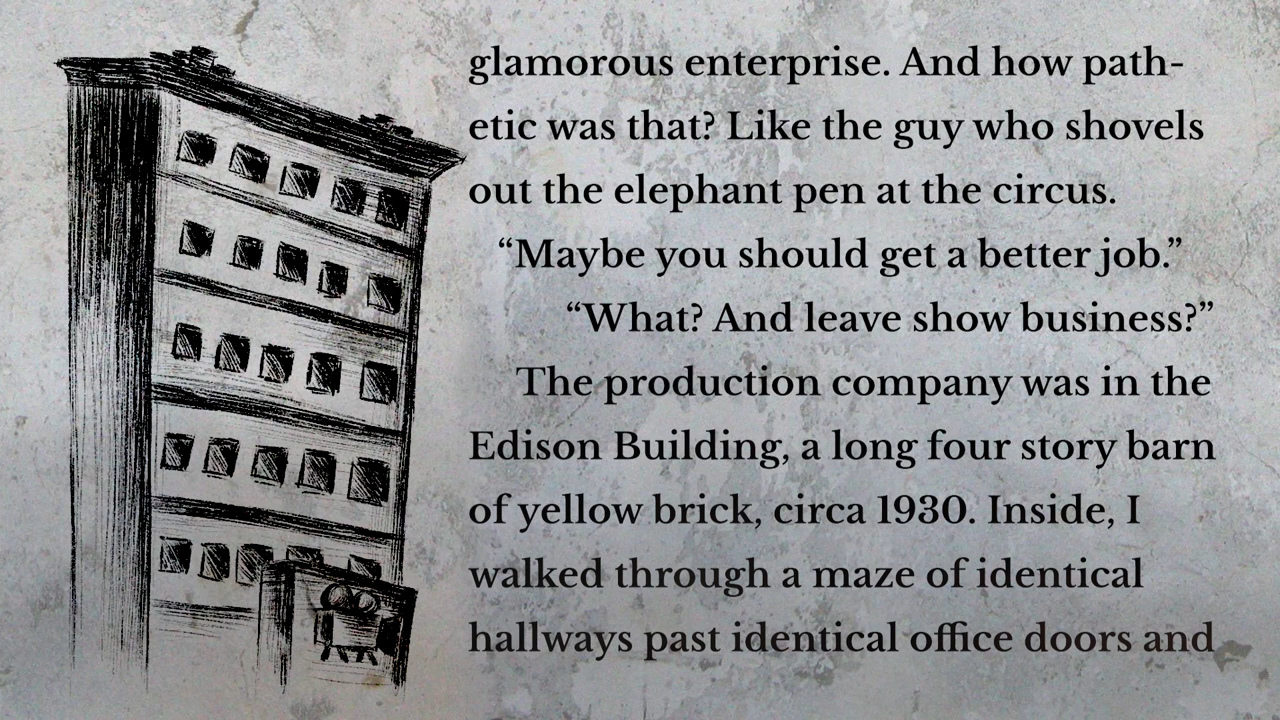 glamorous enterprise. And how path-
etic was that? Like the guy who shovels
out the elephant pen at the circus.
“Maybe you should get a better job.”
“What? And leave show business?”
The production company was in the
Edison Building, a long four story barn
of yellow brick, circa 1930. Inside, I
walked through a maze of identical
hallways past identical office doors and